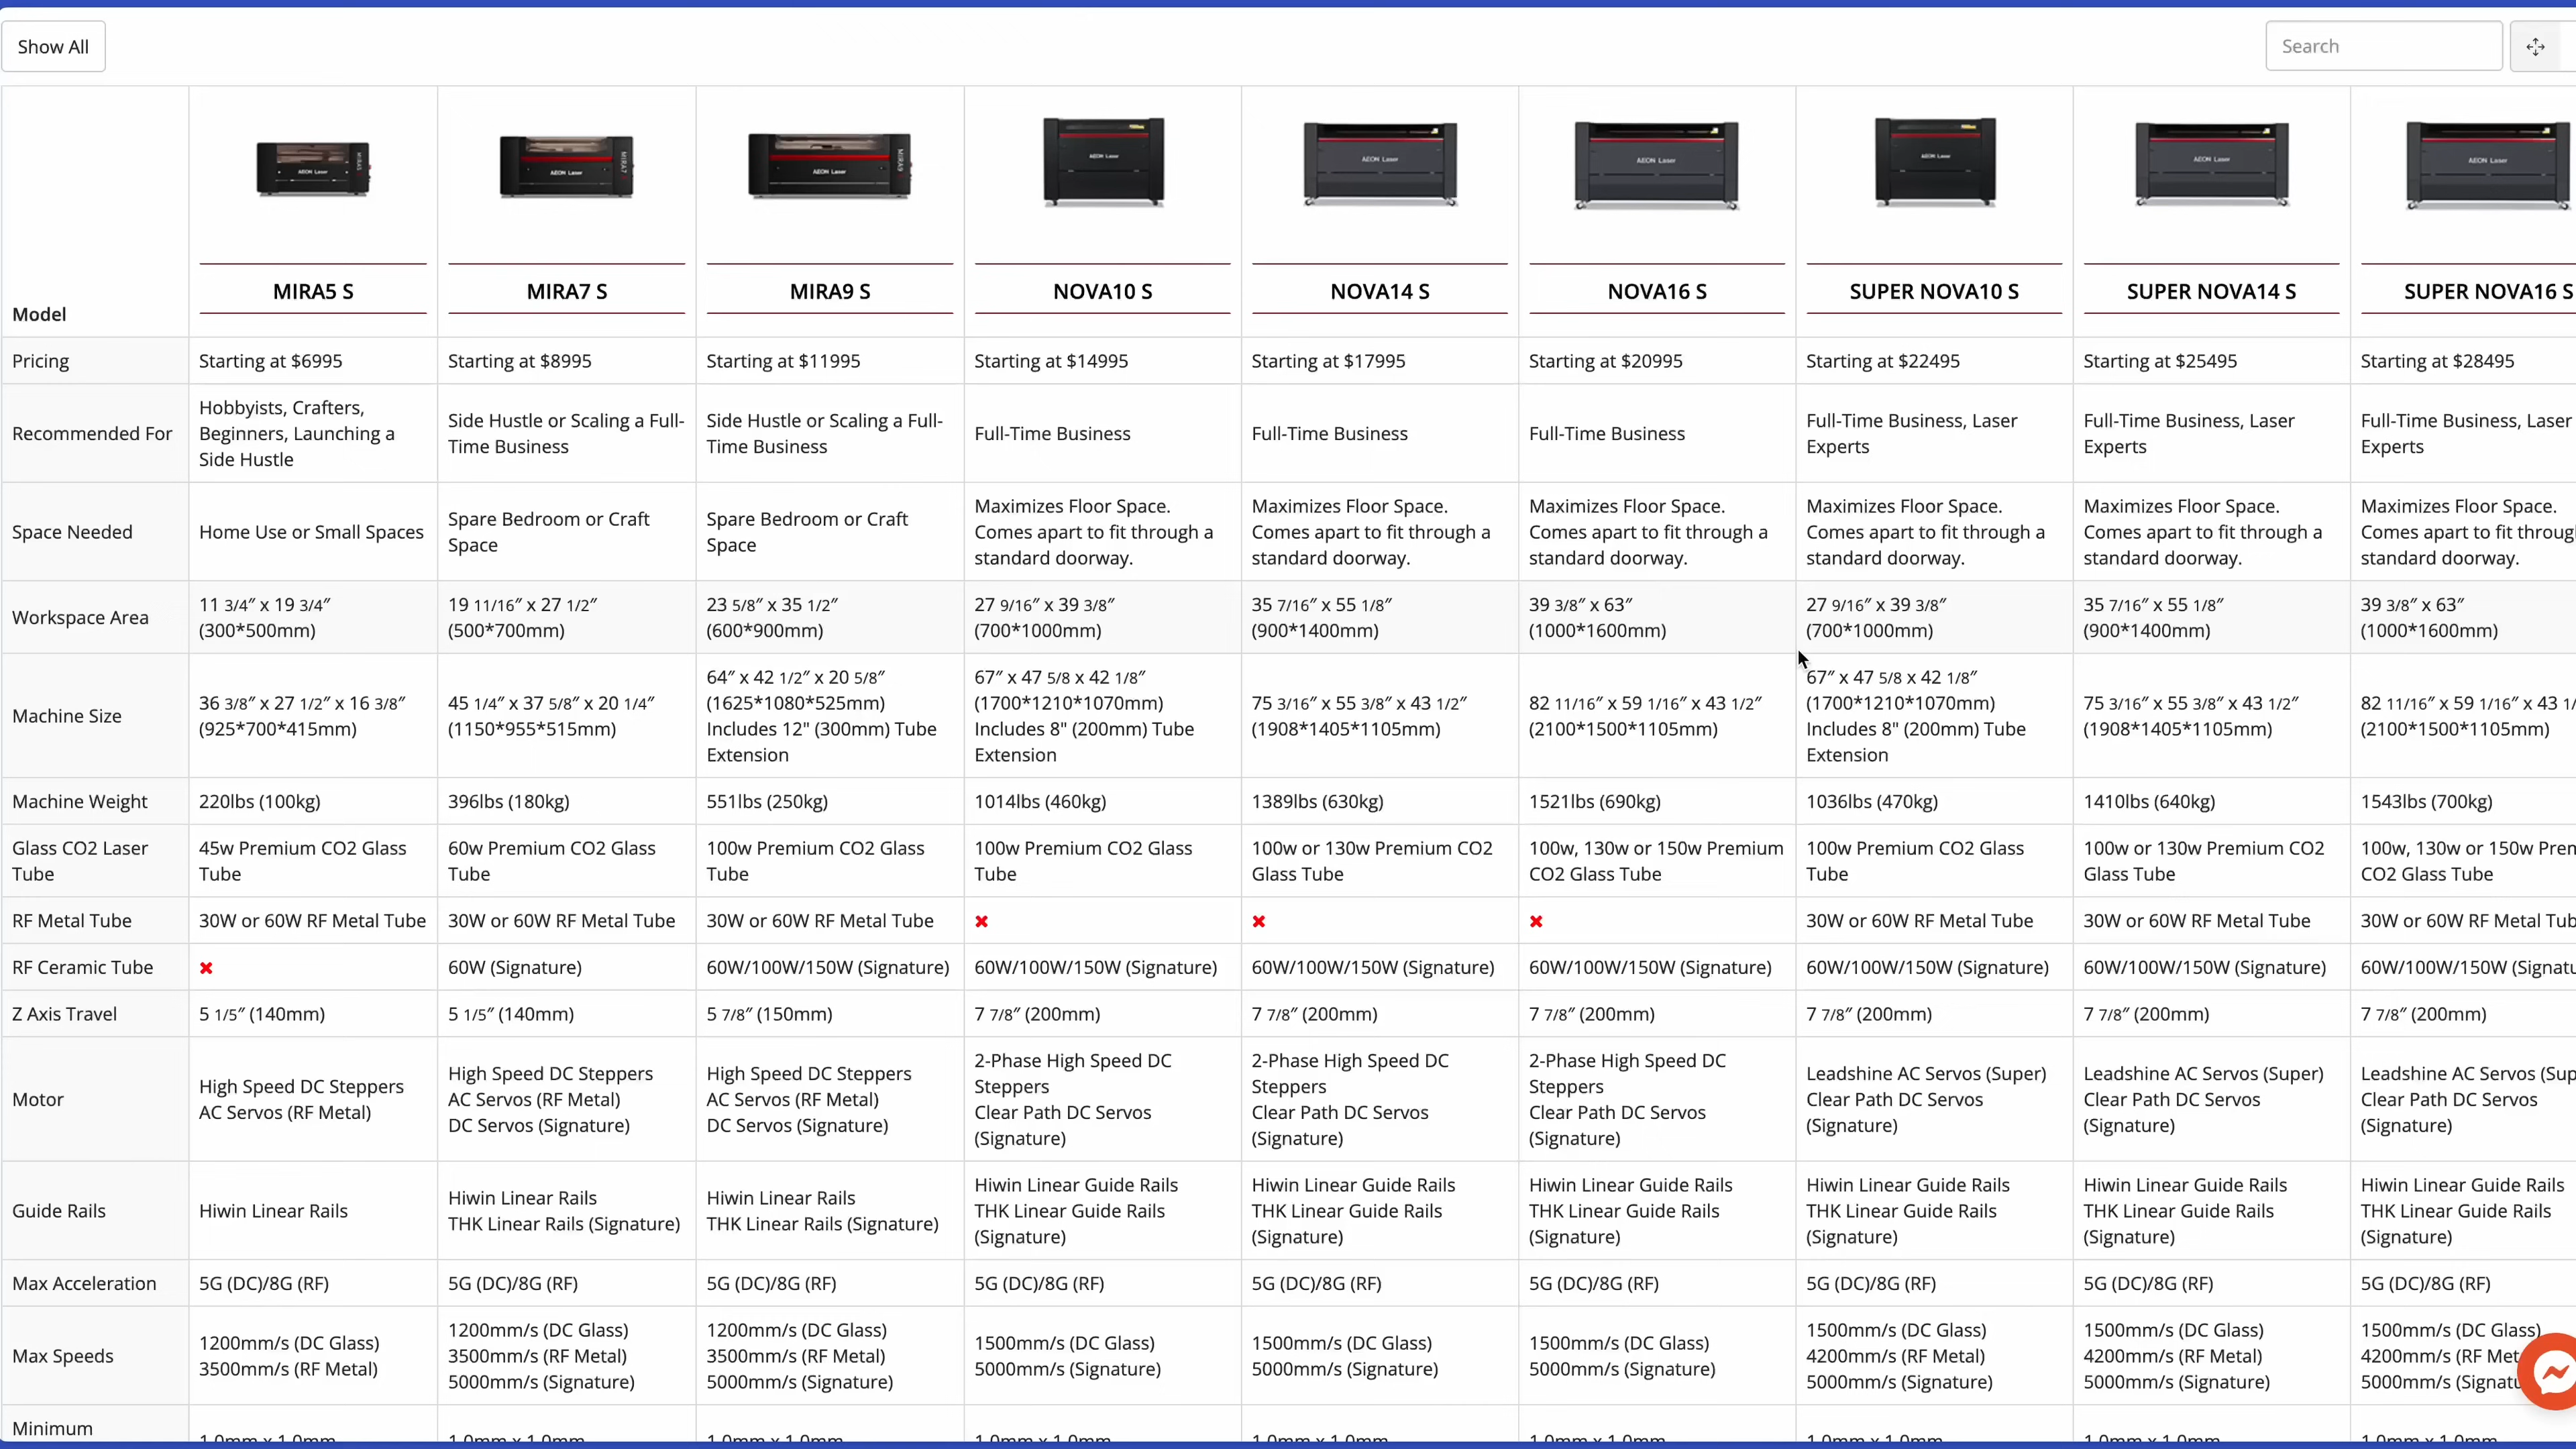 Show All
Search
Model
MIRA5 S
MIRA7 S
MIRA9 S
NOVA10 S
NOVA14 S
NOVA16 S
SUPER NOVA10 S
SUPER NOVA14 S
SUPER NOVA16 S
Pricing
Starting at $6995
Starting at $8995
Starting at $11995
Starting at $14995
Starting at $17995
Starting at $20995
Starting at $22495
Starting at $25495
Starting at $28495
Recommended For
Hobbyists, Crafters,
Beginners, Launching a
Side Hustle
Side Hustle or Scaling a Full-
Time Business
Side Hustle or Scaling a Full-
Time Business
Full-Time Business
Full-Time Business
Full-Time Business
Full-Time Business, Laser
Experts
Full-Time Business, Laser
Experts
Full-Time Business, Laser
Experts
Space Needed
Home Use or Small Spaces
Spare Bedroom or Craft
Space
Spare Bedroom or Craft
Space
Maximizes Floor Space.
Comes apart to fit through a
standard doorway.
Maximizes Floor Space.
Comes apart to fit through a
standard doorway.
Maximizes Floor Space.
Comes apart to fit through a
standard doorway.
Maximizes Floor Space.
Comes apart to fit through a
standard doorway.
Maximizes Floor Space.
Comes apart to fit through a
standard doorway.
Maximizes Floor Space.
Comes apart to fit throug
standard doorway.
Workspace Area
11 3/4″ x 19 3/4″
(300*500mm)
19 11/16″ x 27 1/2″
(500*700mm)
23 5/8″ x 35 1/2″
(600*900mm)
27 9/16″ x 39 3/8″
(700*1000mm)
35 7/16″ x 55 1/8″
(900*1400mm)
39 3/8″ x 63″
(1000*1600mm)
27 9/16″ x 39 3/8″
(700*1000mm)
35 7/16″ x 55 1/8″
(900*1400mm)
39 3/8″ x 63″
(1000*1600mm)
Machine Size
36 3/8″ x 27 1/2″ x 16 3/8″
(925*700*415mm)
45 1/4″ x 37 5/8″ x 20 1/4″
(1150*955*515mm)
64″ x 42 1/2″ x 20 5/8″
(1625*1080*525mm)
Includes 12" (300mm) Tube
Extension
67″ x 47 5/8 x 42 1/8″
(1700*1210*1070mm)
Includes 8" (200mm) Tube
Extension
75 3/16″ x 55 3/8″ x 43 1/2″
(1908*1405*1105mm)
82 11/16″ x 59 1/16″ x 43 1/2″
(2100*1500*1105mm)
67″ x 47 5/8 x 42 1/8″
(1700*1210*1070mm)
Includes 8" (200mm) Tube
Extension
75 3/16″ x 55 3/8″ x 43 1/2″
(1908*1405*1105mm)
82 11/16″ x 59 1/16″ x 43 1/
(2100*1500*1105mm)
Machine Weight
220lbs (100kg)
396lbs (180kg)
551lbs (250kg)
1014lbs (460kg)
1389lbs (630kg)
1521lbs (690kg)
1036lbs (470kg)
1410lbs (640kg)
1543lbs (700kg)
Glass CO2 Laser
Tube
45w Premium CO2 Glass
Tube
60w Premium CO2 Glass
Tube
100w Premium CO2 Glass
Tube
100w Premium CO2 Glass
Tube
100w or 130w Premium CO2
Glass Tube
100w, 130w or 150w Premium
CO2 Glass Tube
100w Premium CO2 Glass
Tube
100w or 130w Premium CO2
Glass Tube
100w, 130w or 150w Prem
CO2 Glass Tube
RF Metal Tube
30W or 60W RF Metal Tube
30W or 60W RF Metal Tube
30W or 60W RF Metal Tube
30W or 60W RF Metal Tube
30W or 60W RF Metal Tube
30W or 60W RF Metal Tub
RF Ceramic Tube
60W (Signature)
60W/100W/150W (Signature)
60W/100W/150W (Signature)
60W/100W/150W (Signature)
60W/100W/150W (Signature)
60W/100W/150W (Signature)
60W/100W/150W (Signature)
60W/100W/150W (Signatu
Z Axis Travel
5 1/5″ (140mm)
5 1/5″ (140mm)
5 7/8″ (150mm)
7 7/8″ (200mm)
7 7/8″ (200mm)
7 7/8″ (200mm)
7 7/8″ (200mm)
7 7/8″ (200mm)
7 7/8″ (200mm)
Motor
High Speed DC Steppers
AC Servos (RF Metal)
High Speed DC Steppers
AC Servos (RF Metal)
DC Servos (Signature)
High Speed DC Steppers
AC Servos (RF Metal)
DC Servos (Signature)
2-Phase High Speed DC
Steppers
Clear Path DC Servos
(Signature)
2-Phase High Speed DC
Steppers
Clear Path DC Servos
(Signature)
2-Phase High Speed DC
Steppers
Clear Path DC Servos
(Signature)
Leadshine AC Servos (Super)
Clear Path DC Servos
(Signature)
Leadshine AC Servos (Super)
Clear Path DC Servos
(Signature)
Leadshine AC Servos (Sup
Clear Path DC Servos
(Signature)
Guide Rails
Hiwin Linear Rails
Hiwin Linear Rails
THK Linear Rails (Signature)
Hiwin Linear Rails
THK Linear Rails (Signature)
Hiwin Linear Guide Rails
THK Linear Guide Rails
(Signature)
Hiwin Linear Guide Rails
THK Linear Guide Rails
(Signature)
Hiwin Linear Guide Rails
THK Linear Guide Rails
(Signature)
Hiwin Linear Guide Rails
THK Linear Guide Rails
(Signature)
Hiwin Linear Guide Rails
THK Linear Guide Rails
(Signature)
Hiwin Linear Guide Rails
THK Linear Guide Rails
(Signature)
Max Acceleration
5G (DC)/8G (RF)
5G (DC)/8G (RF)
5G (DC)/8G (RF)
5G (DC)/8G (RF)
5G (DC)/8G (RF)
5G (DC)/8G (RF)
5G (DC)/8G (RF)
5G (DC)/8G (RF)
5G (DC)/8G (RF)
Max Speeds
1200mm/s (DC Glass)
3500mm/s (RF Metal)
1200mm/s (DC Glass)
3500mm/s (RF Metal)
5000mm/s (Signature)
1200mm/s (DC Glass)
3500mm/s (RF Metal)
5000mm/s (Signature)
1500mm/s (DC Glass)
5000mm/s (Signature)
1500mm/s (DC Glass)
5000mm/s (Signature)
1500mm/s (DC Glass)
5000mm/s (Signature)
1500mm/s (DC Glass)
4200mm/s (RF Metal)
5000mm/s (Signature)
1500mm/s (DC Glass)
4200mm/s (RF Metal)
5000mm/s (Signature)
1500mm/s (DC Glass)
4200mm/s (RF Met
5000mm/s (Signatu
Minimum